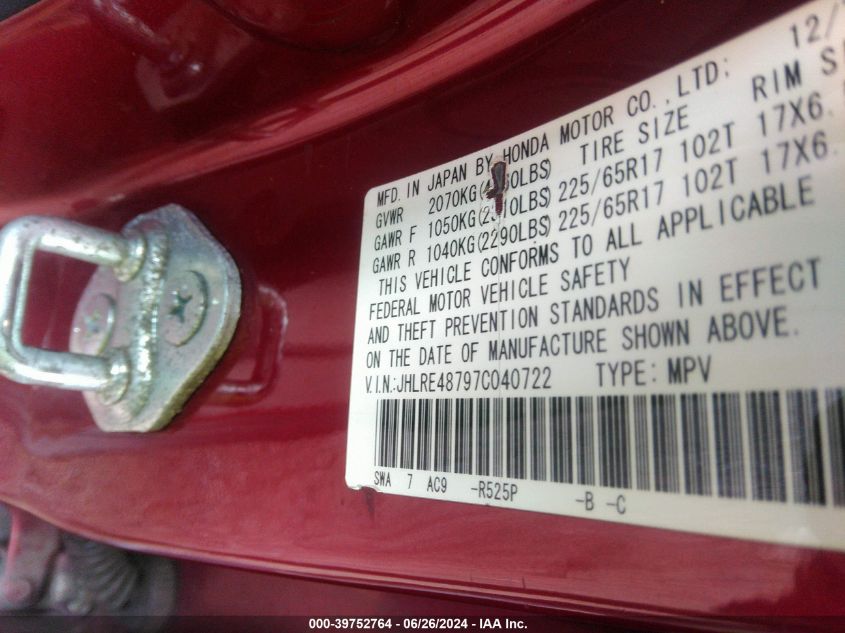 MFD. IN JAPAN BY HONDA MOTOR CO., LTD; 12/
GVWR 2070KG( 0LBS) TIRE SIZE RIM S
GAWR F 1050KG(2 10LBS) 225/65R17 102T 17X6.
GAWR R 1040KG(2290LBS) 225/65R17 102T 17X6.
THIS VEHICLE CONFORMS TO ALL APPLICABLE
FEDERAL MOTOR VEHICLE SAFETY
AND THEFT PREVENTION STANDARDS IN EFFECT
ON THE DATE OF MANUFACTURE SHOWN ABOVE.
V.I.N.:JHLRE48797C040722 TYPE: MPV
SWA 7 AC9 -R525P -B -C
000-39752764 | 06/26/2024 - IAA Inc.